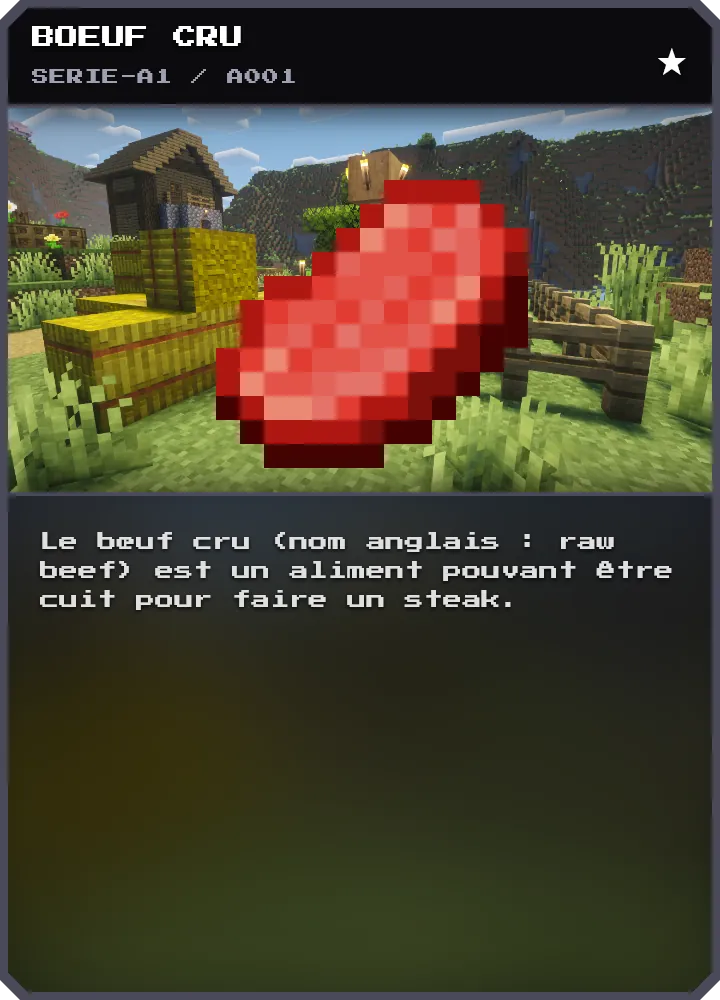 BOEUF CRU
SERIE-A1 / A001
Le bœuf cru (nom anglais : raw
beef) est un aliment pouvant être
cuit pour faire un steak.